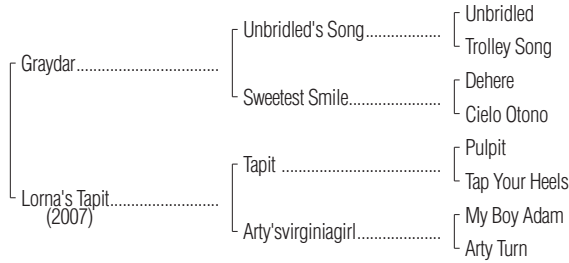 Unbridled
Unbridled's Song
Trolley Song
Graydar
Dehere
Sweetest Smile
Cielo Otono
Pulpit
Tapit
Tap Your Heels
Lorna's Tapit
(2007)
My Boy Adam
Arty'svirginiagirl
Arty Turn